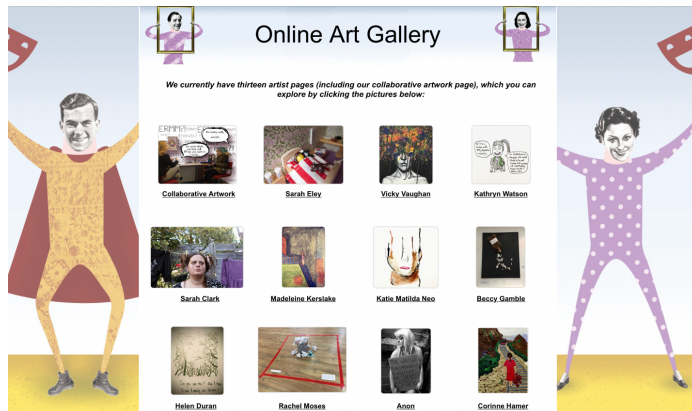 Online Art Gallery
We currently have thirteen artist pages (including our collaborative artwork page), which you can
explore by clicking the pictures below:
ERMM
Collaborative Artwork
Sarah Eley
Vicky Vaughan
Kathryn Watson
Sarah Clark
Madeleine Kerslake
Katie Matilda Neo
Beccy Gamble
Helen Duran
Rachel Moses
Anon
Corinne Hamer